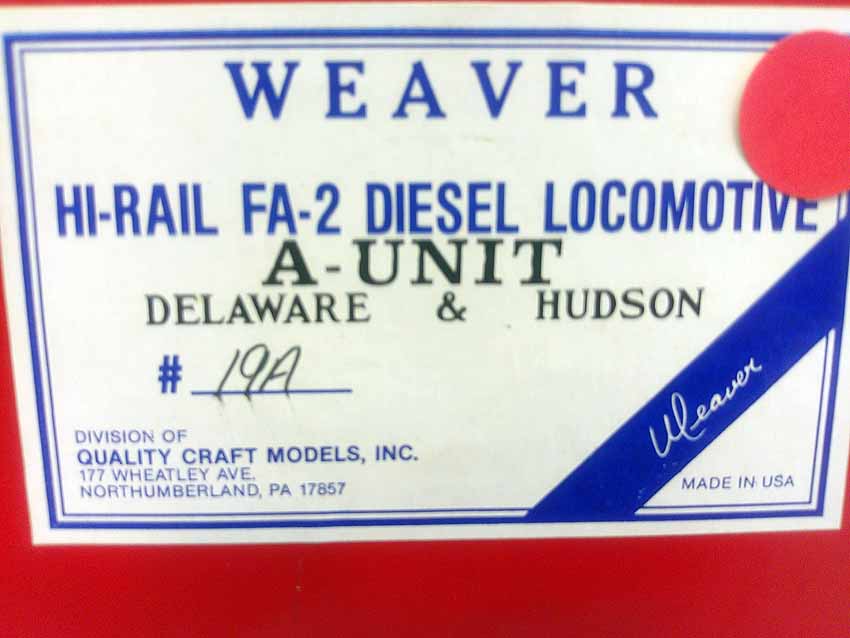 WEAVER
HI-RAIL FA-2 DIESEL LOCOMOTIVE
A-UNIT
DELAWARE & HUDSON
# 19A
DIVISION OF
QUALITY CRAFT MODELS, INC.
177 WHEATLEY AVE.
NORTHUMBERLAND, PA 17857
Weaver
MADE IN USA